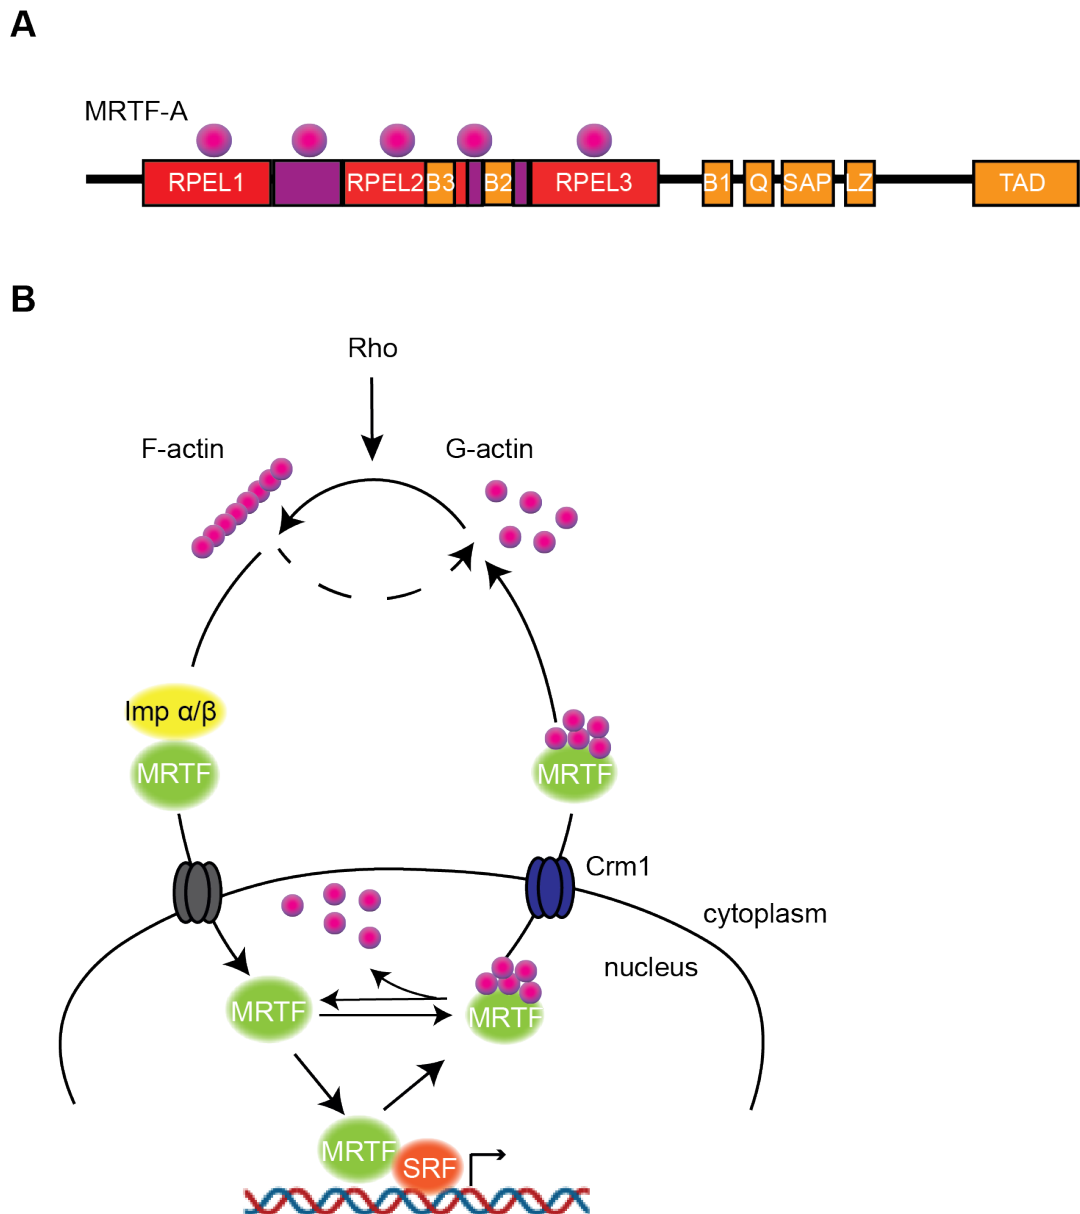 A
MRTF-A
RPEL1 RPEL2 B3 B2 RPEL3 B1 Q SAP LZ TAD
B
Rho
F-actin G-actin
Imp α/β
MRTF MRTF
Crm1
cytoplasm
nucleus
MRTF MRTF
MRTF SRF